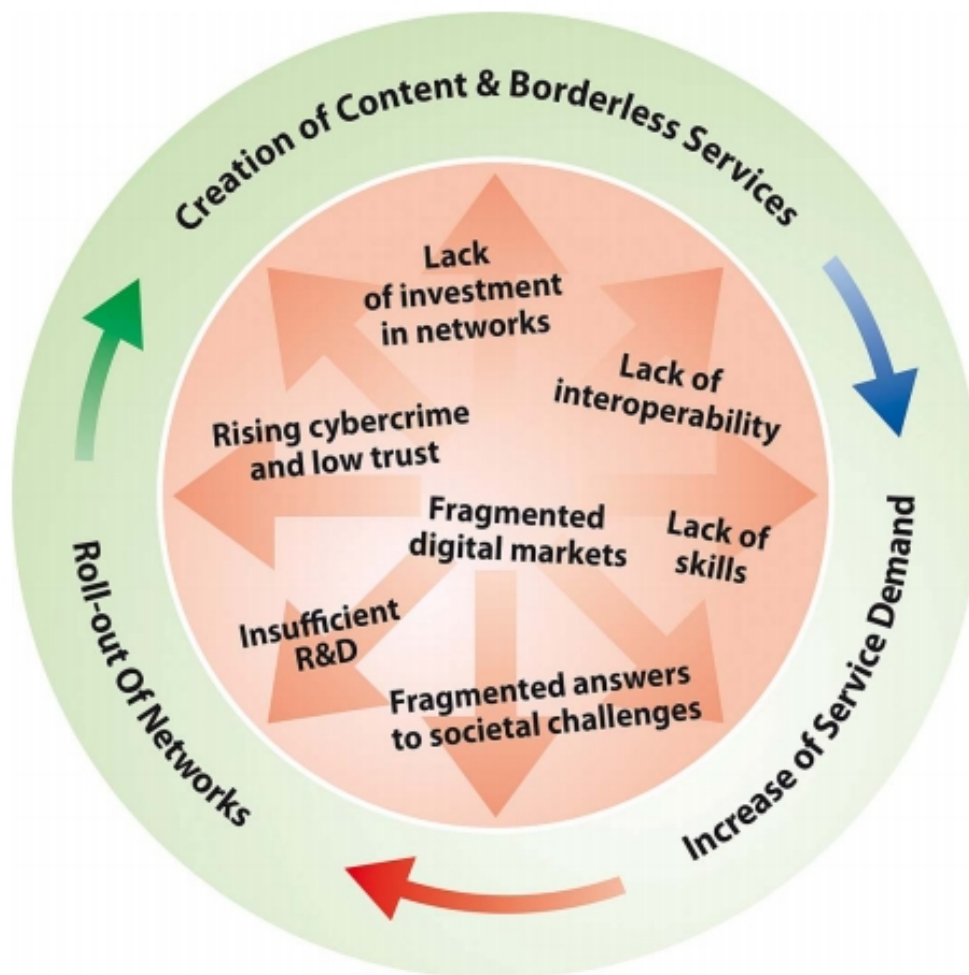 Creation of Content & Borderless Services
Lack
of investment
in networks
Lack of
interoperability
Rising cybercrime
and low trust
Fragmented
digital markets
Lack of
skills
Insufficient
R&D
Fragmented answers
to societal challenges
Increase of Service Demand
Roll-out Of Networks